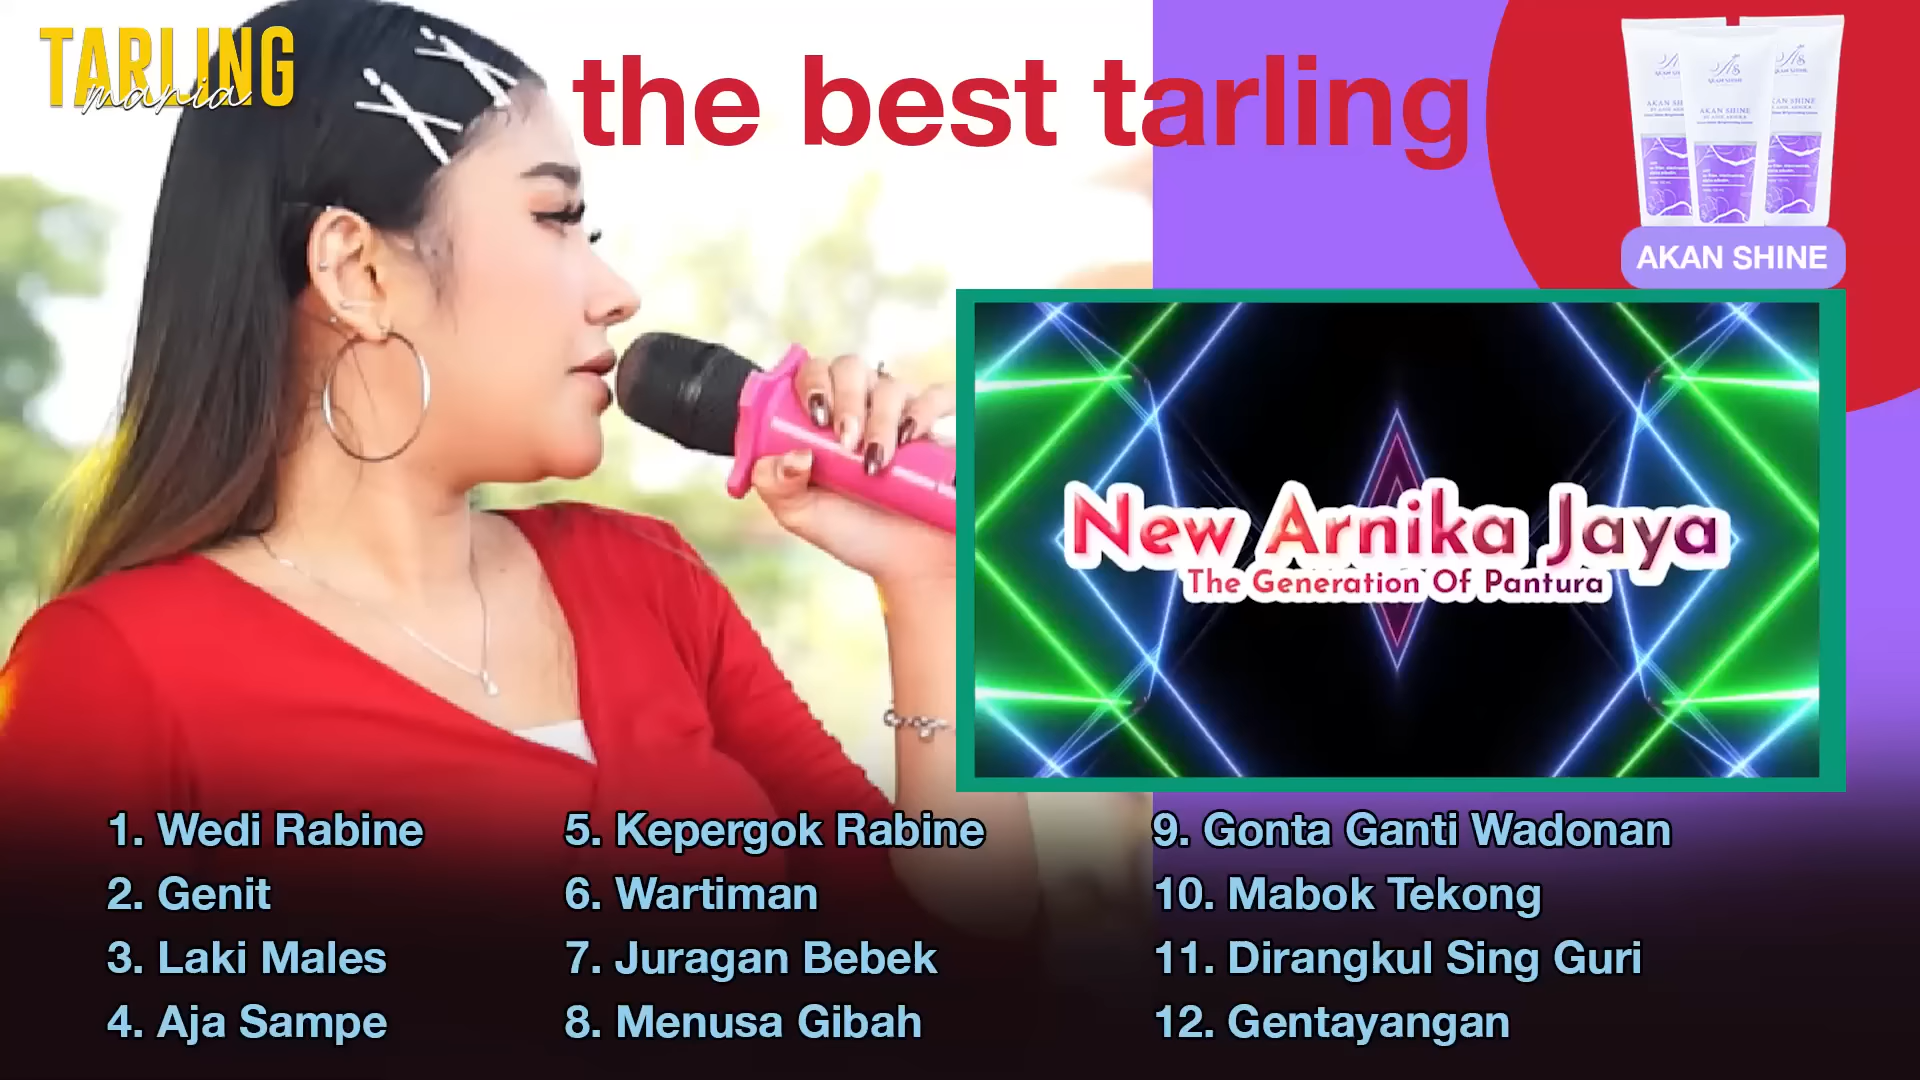 TARLING
mania
the best tarling
AKAN SHINE
AKAN SHINE
New Arnika Jaya
The Generation Of Pantura
1. Wedi Rabine
2. Genit
3. Laki Males
4. Aja Sampe
5. Kepergok Rabine
6. Wartiman
7. Juragan Bebek
8. Menusa Gibah
9. Gonta Ganti Wadonan
10. Mabok Tekong
11. Dirangkul Sing Guri
12. Gentayangan